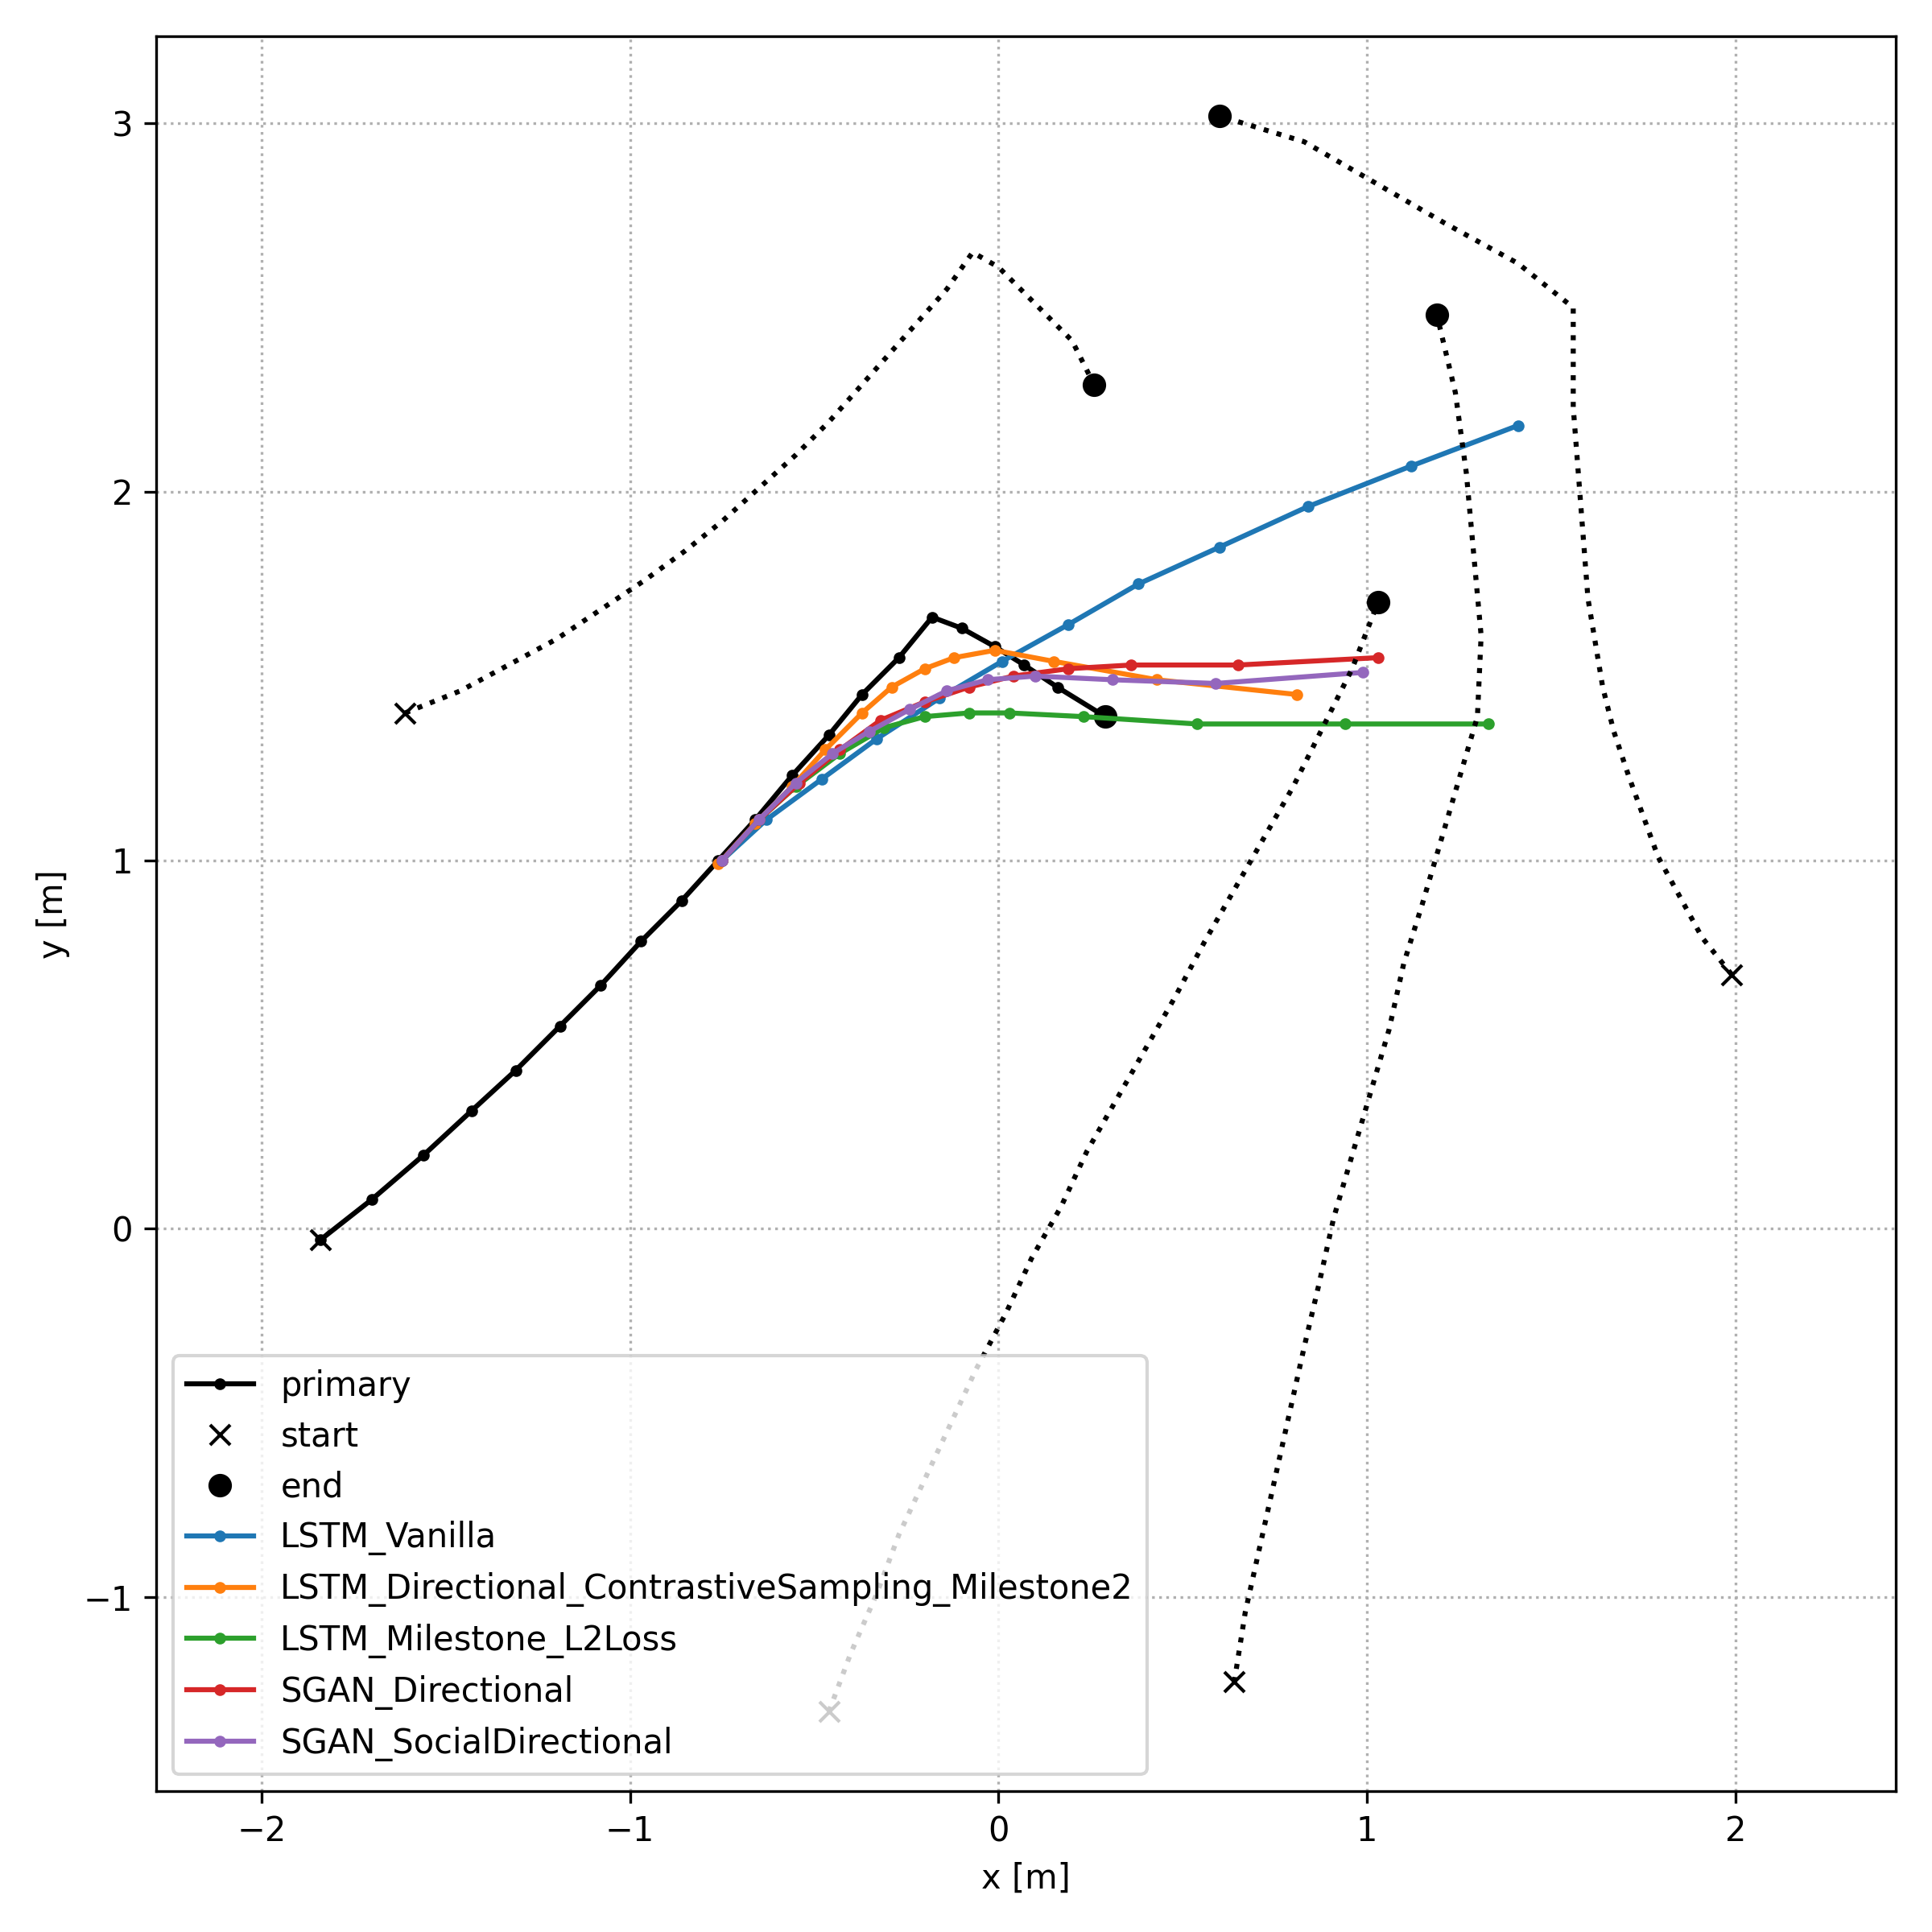 3
2
1
0
−1
y [m]
primary
start
end
LSTM_Vanilla
LSTM_Directional_ContrastiveSampling_Milestone2
LSTM_Milestone_L2Loss
SGAN_Directional
SGAN_SocialDirectional
−2 −1 0 1 2
x [m]